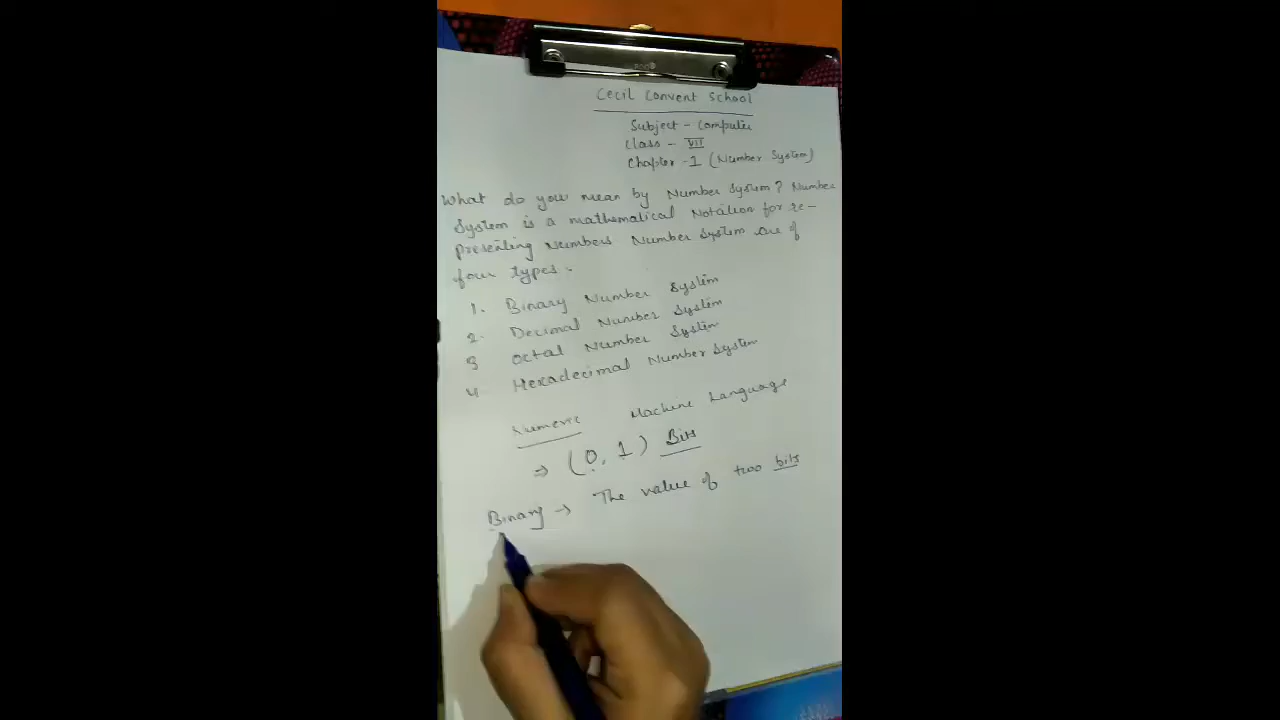 Cecil Convent School
Subject - Computer
Class - VII
Chapter -1 (Number System)
What do you mean by Number System? Number
System is a mathematical Notation for re-
presenting Numbers Number System are of
four types.
1. Binary Number System
2. Decimal Number System
3 Octal Number System
4 Hexadecimal Number System
Numeric Machine Language
⇒ (0, 1) Bits
Binary → The value of two bits